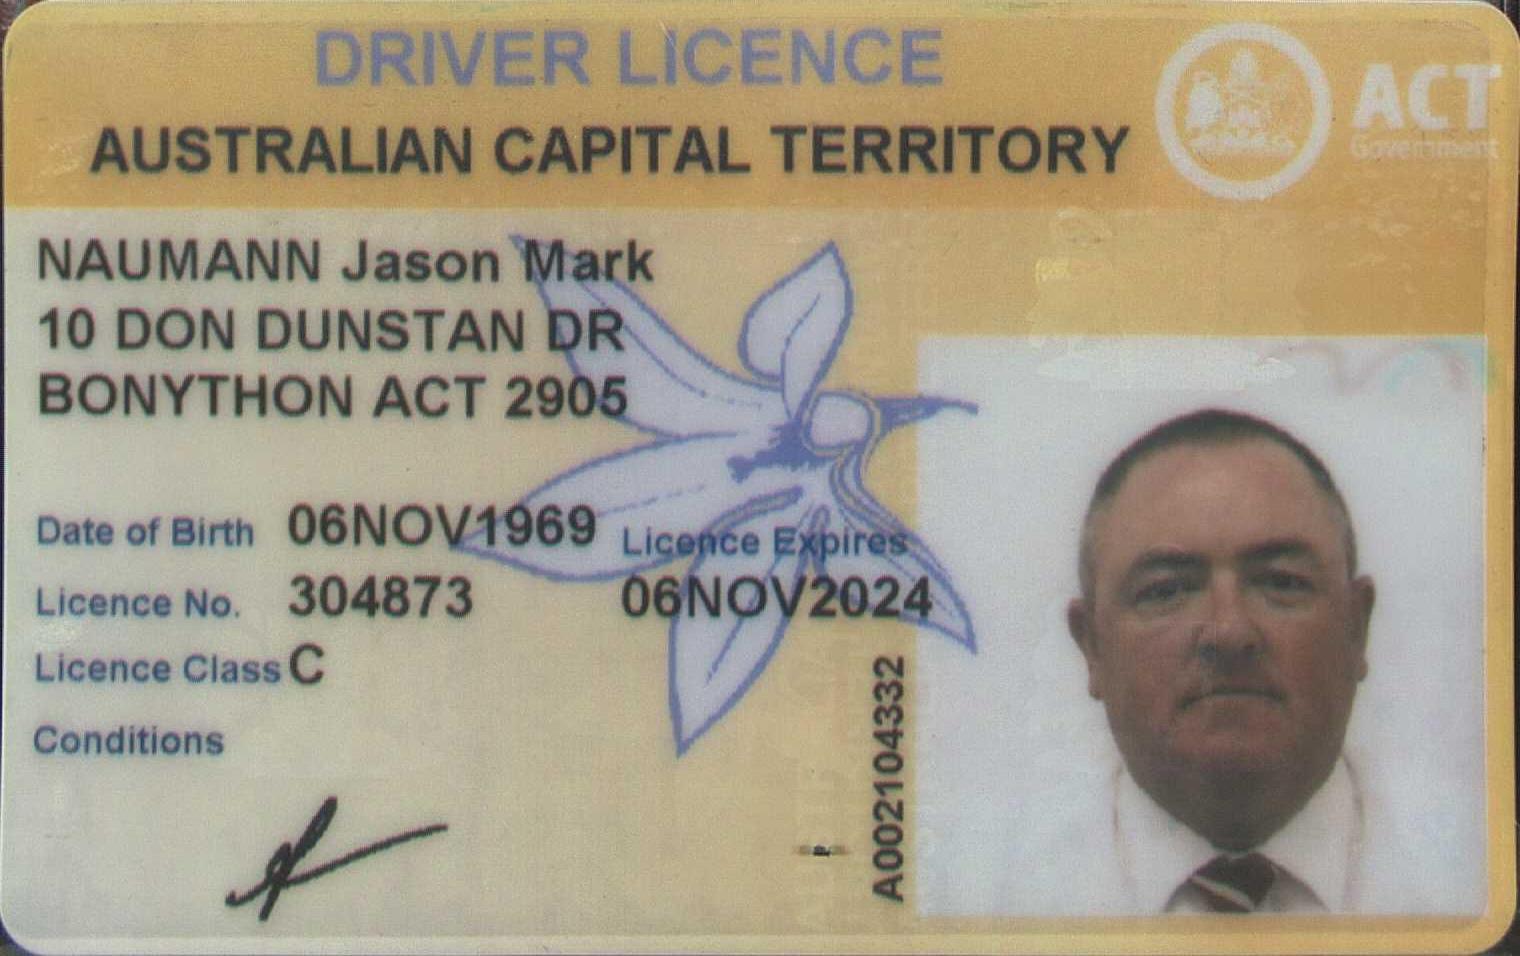 DRIVER LICENCE
AUSTRALIAN CAPITAL TERRITORY
ACT
Government
NAUMANN Jason Mark
10 DON DUNSTAN DR
BONYTHON ACT 2905
Date of Birth 06NOV1969
Licence Expires
Licence No. 304873
06NOV2024
Licence Class C
Conditions
A002104332